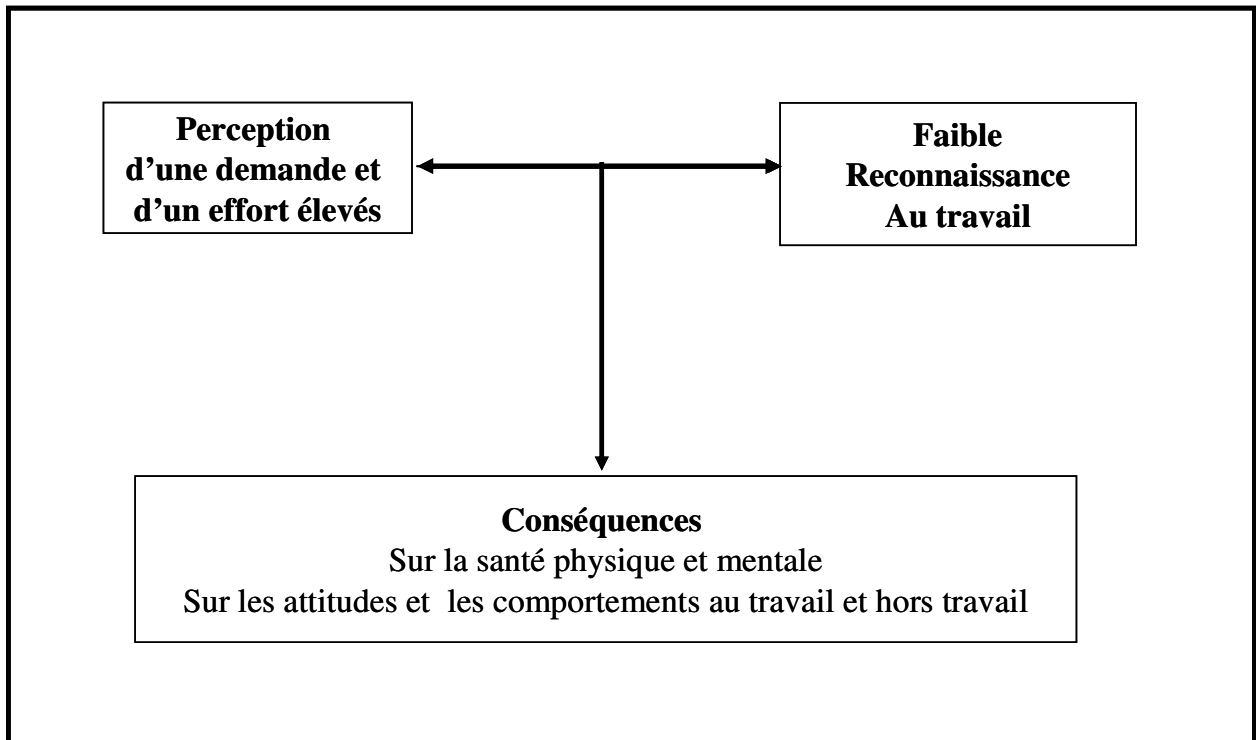 Perception
d’une demande et
d’un effort élevés
Faible
Reconnaissance
Au travail
Conséquences
Sur la santé physique et mentale
Sur les attitudes et les comportements au travail et hors travail